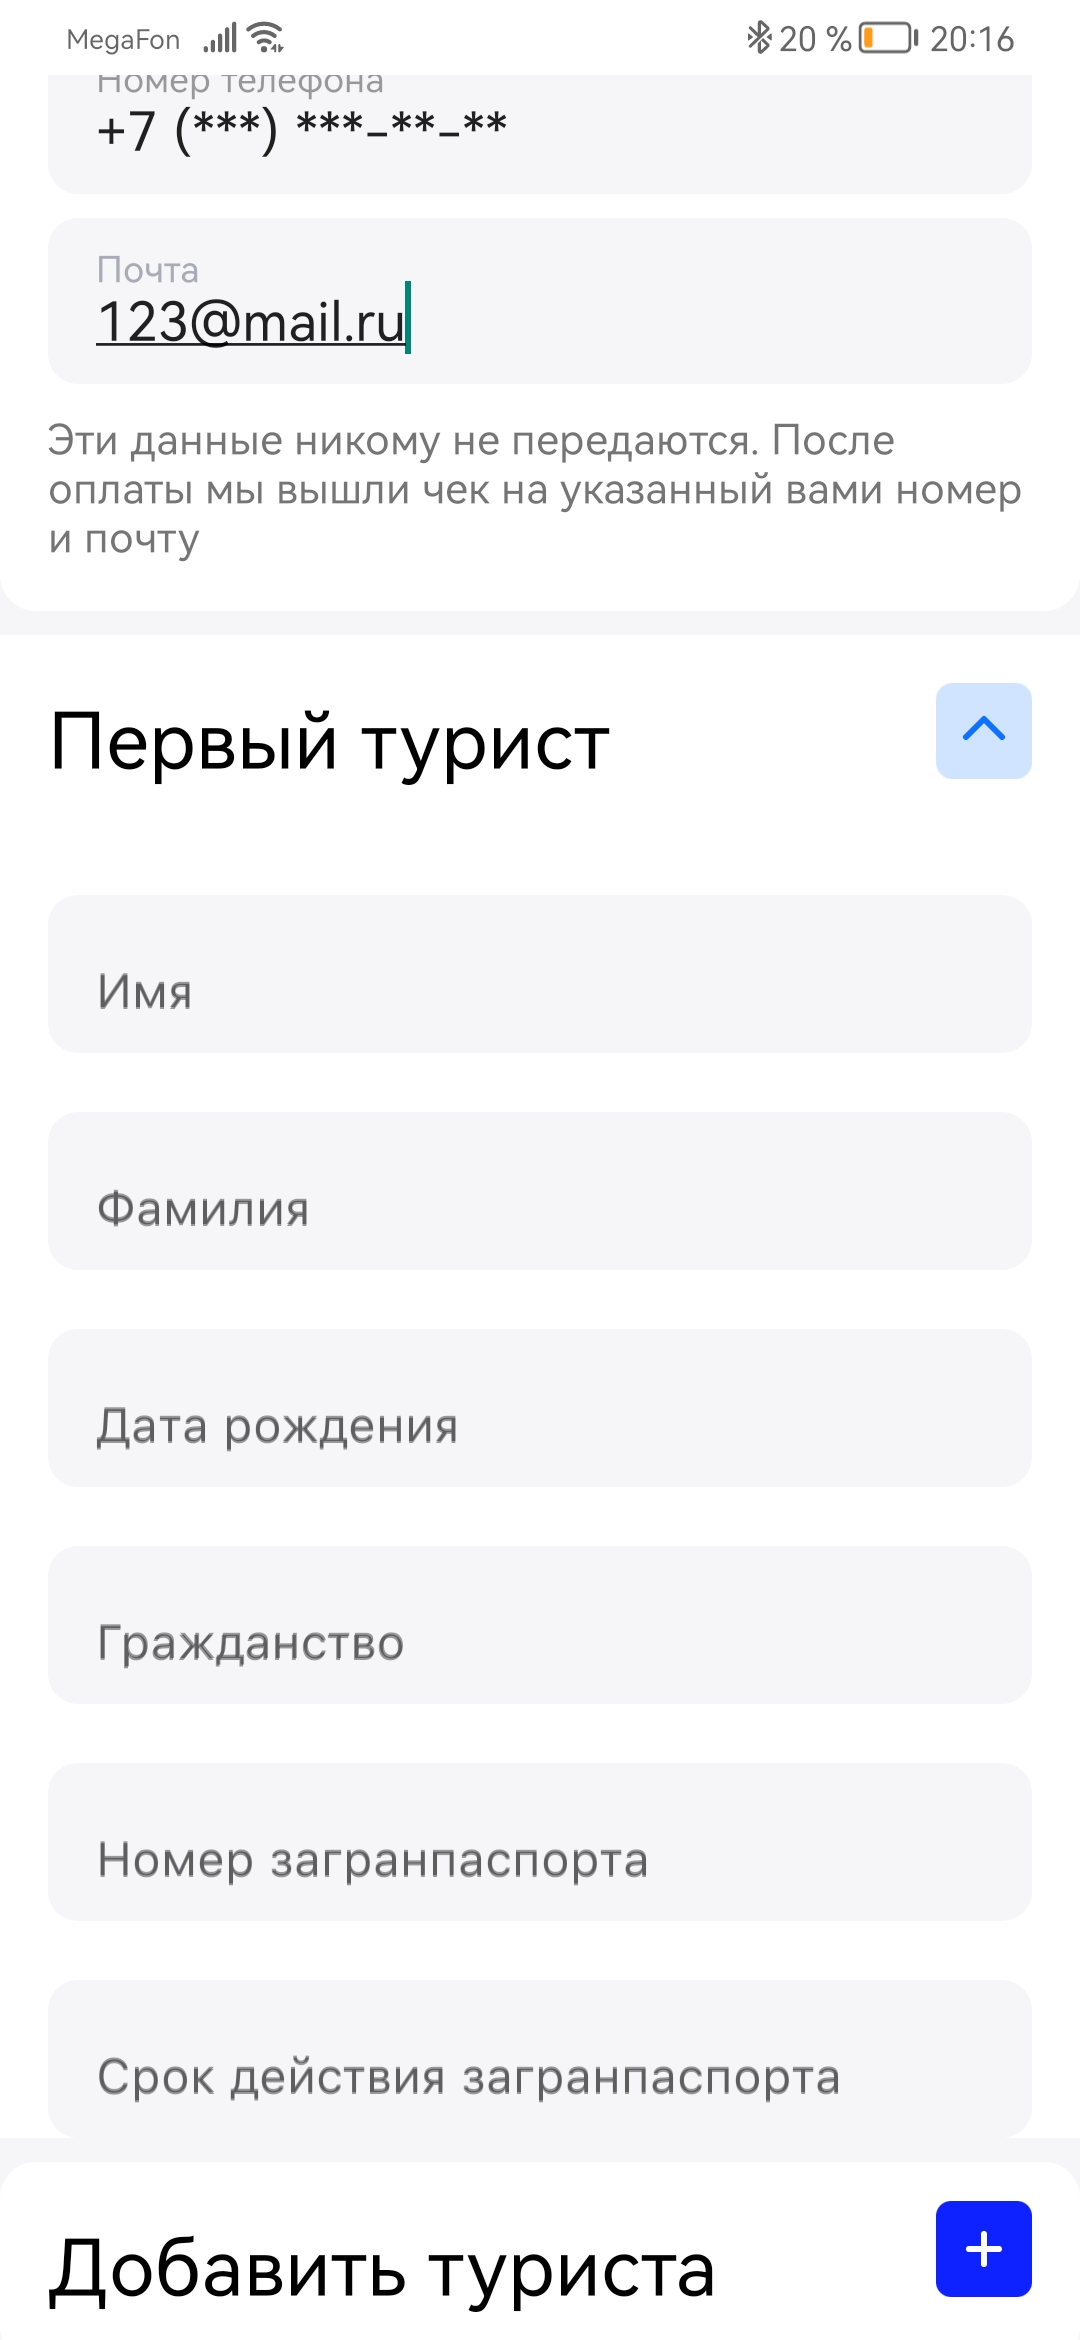 MegaFon 20 % 20:16
Номер телефона
+7 (***) ***-**-**
Почта
123@mail.ru
Эти данные никому не передаются. После
оплаты мы вышли чек на указанный вами номер
и почту
Первый турист
Имя
Фамилия
Дата рождения
Гражданство
Номер загранпаспорта
Срок действия загранпаспорта
Добавить туриста